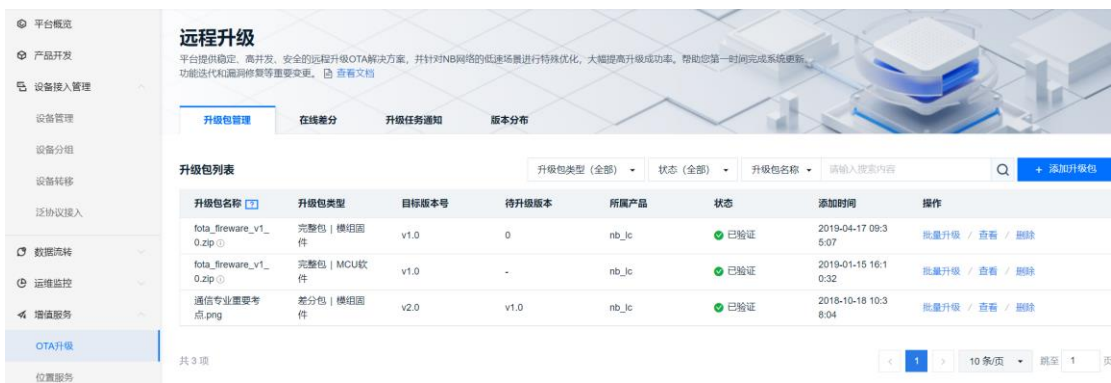 平台概览
产品开发
设备接入管理
设备管理
设备分组
设备转移
泛协议接入
数据流转
运维监控
增值服务
OTA升级
位置服务
远程升级
平台提供稳定、高并发、安全的远程升级OTA解决方案，并针对NB网络的低速场景进行特殊优化，大幅提高升级成功率。帮助您第一时间完成系统更新、
功能迭代和漏洞修复等重要变更。 查看文档
升级包管理 在线差分 升级任务通知 版本分布
升级包列表 升级包类型（全部） 状态（全部） 升级包名称 请输入搜索内容 + 添加升级包
升级包名称 [?] 升级包类型 目标版本号 待升级版本 所属产品 状态 添加时间 操作
fota_fireware_v1_ 完整包 | 模组固 2019-04-17 09:3
0.zip 件 v1.0 0 nb_lc 已验证 5:07 批量升级 / 查看 / 删除
fota_fireware_v1_ 完整包 | MCU软 2019-01-15 16:1
0.zip 件 v1.0 - nb_lc 已验证 0:32 批量升级 / 查看 / 删除
通信专业重要考 差分包 | 模组固 2018-10-18 10:3
点.png 件 v2.0 v1.0 nb_lc 已验证 8:04 批量升级 / 查看 / 删除
共 3 项 < 1 > 10 条/页 跳至 1 页